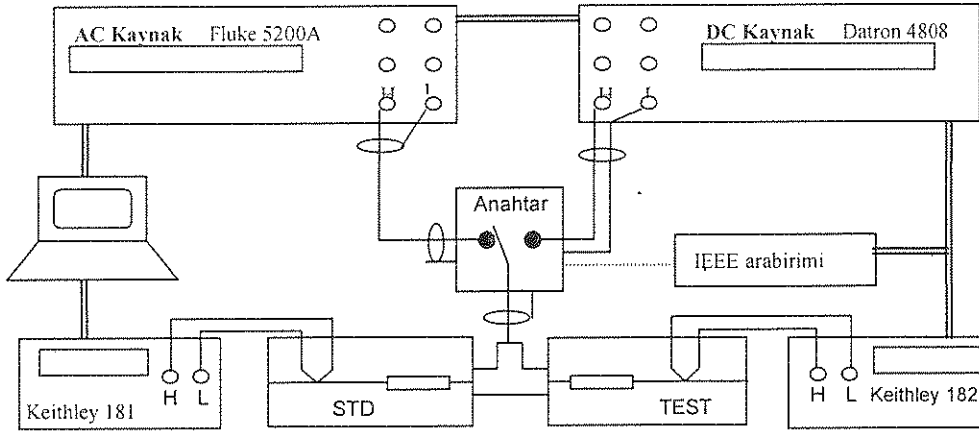 AC Kaynak Fluke 5200A
DC Kaynak Datron 4808
H L
H L
Anahtar
IEEE arabirimi
H L
Keithley 181
STD
TEST
H L
Keithley 182